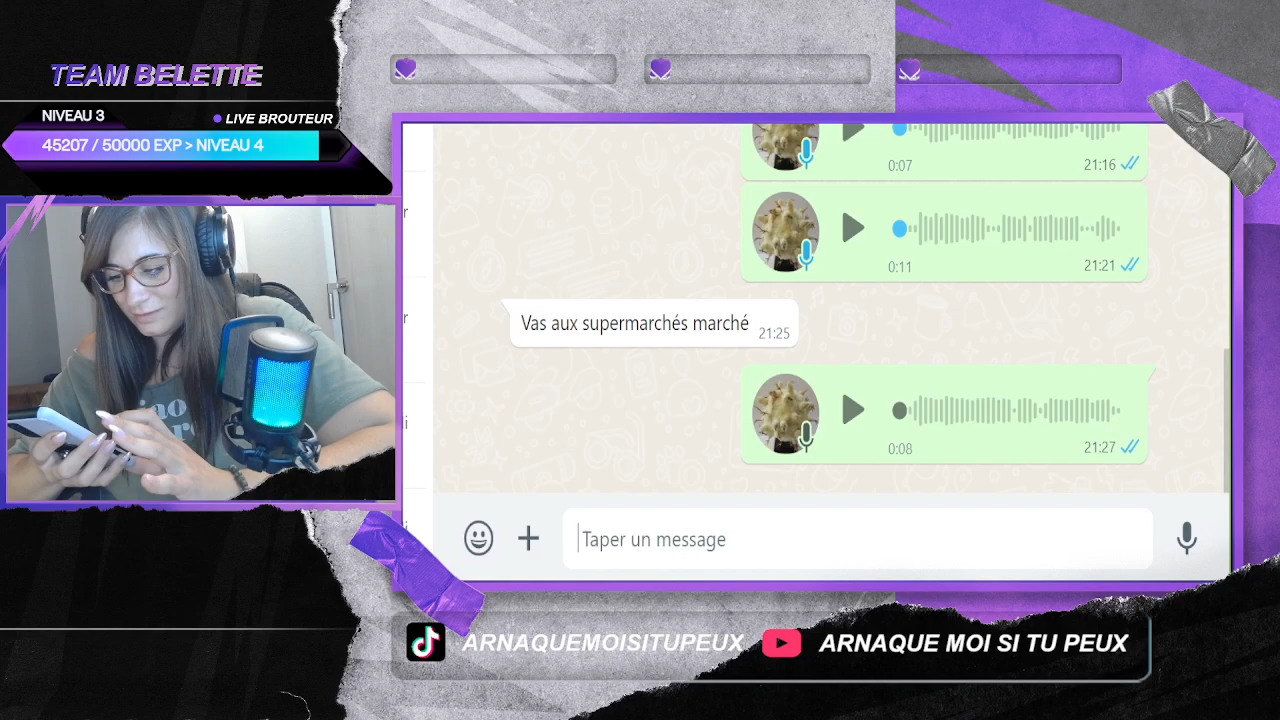 TEAM BELETTE
NIVEAU 3
LIVE BROUTEUR
45207 / 50000 EXP > NIVEAU 4
0:07
21:16
0:11
21:21
Vas aux supermarchés marché
21:25
0:08
21:27
Taper un message
ARNAQUEMOISITUPEUX
ARNAQUE MOI SI TU PEUX